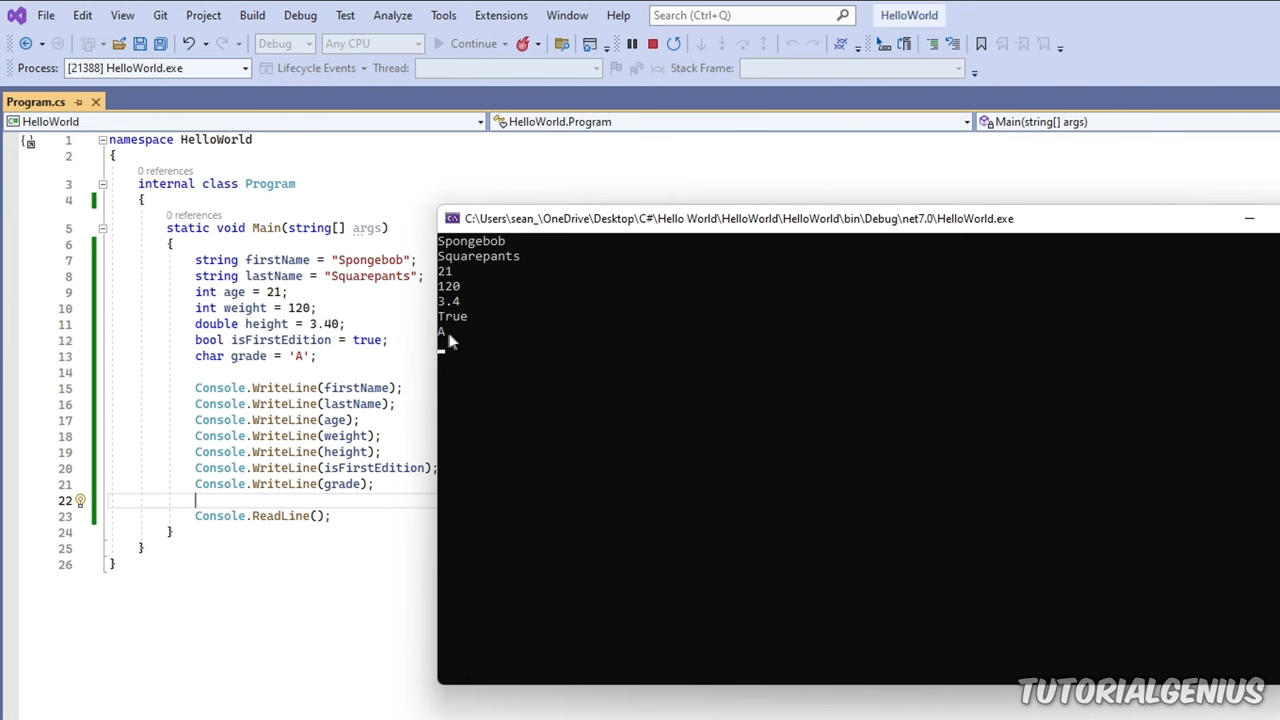 File Edit View Git Project Build Debug Test Analyze Tools Extensions Window Help Search (Ctrl+Q) HelloWorld
Debug Any CPU Continue
Process: [21388] HelloWorld.exe Lifecycle Events Thread: Stack Frame:
Program.cs
HelloWorld HelloWorld.Program Main(string[] args)
1 namespace HelloWorld
2 {
0 references
3 internal class Program
4 {
0 references
5 static void Main(string[] args)
6 {
7 string firstName = "Spongebob";
8 string lastName = "Squarepants";
9 int age = 21;
10 int weight = 120;
11 double height = 3.40;
12 bool isFirstEdition = true;
13 char grade = 'A';
14
15 Console.WriteLine(firstName);
16 Console.WriteLine(lastName);
17 Console.WriteLine(age);
18 Console.WriteLine(weight);
19 Console.WriteLine(height);
20 Console.WriteLine(isFirstEdition);
21 Console.WriteLine(grade);
22
23 Console.ReadLine();
24 }
25 }
26 }
C:\Users\sean_\OneDrive\Desktop\C#\Hello World\HelloWorld\HelloWorld\bin\Debug\net7.0\HelloWorld.exe
Spongebob
Squarepants
21
120
3.4
True
A
TUTORIALGENIUS